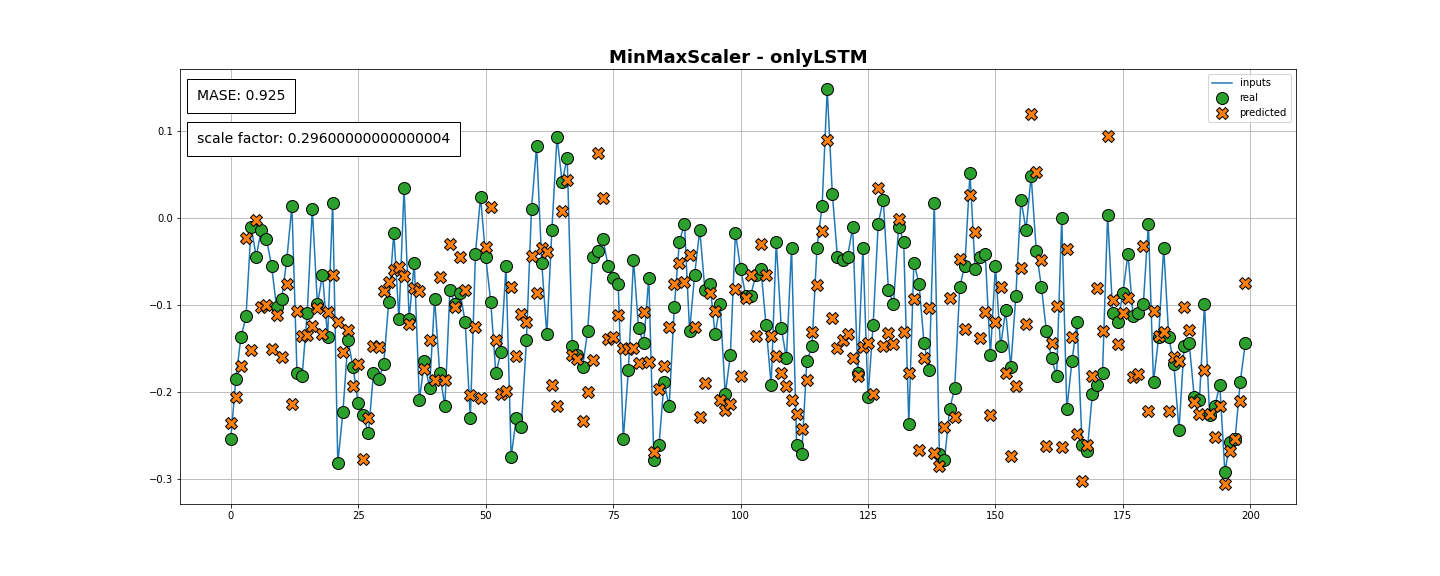 MinMaxScaler - onlyLSTM
MASE: 0.925
scale factor: 0.29600000000000004
inputs
real
predicted
0.1
0.0
−0.1
−0.2
−0.3
0
25
50
75
100
125
150
175
200